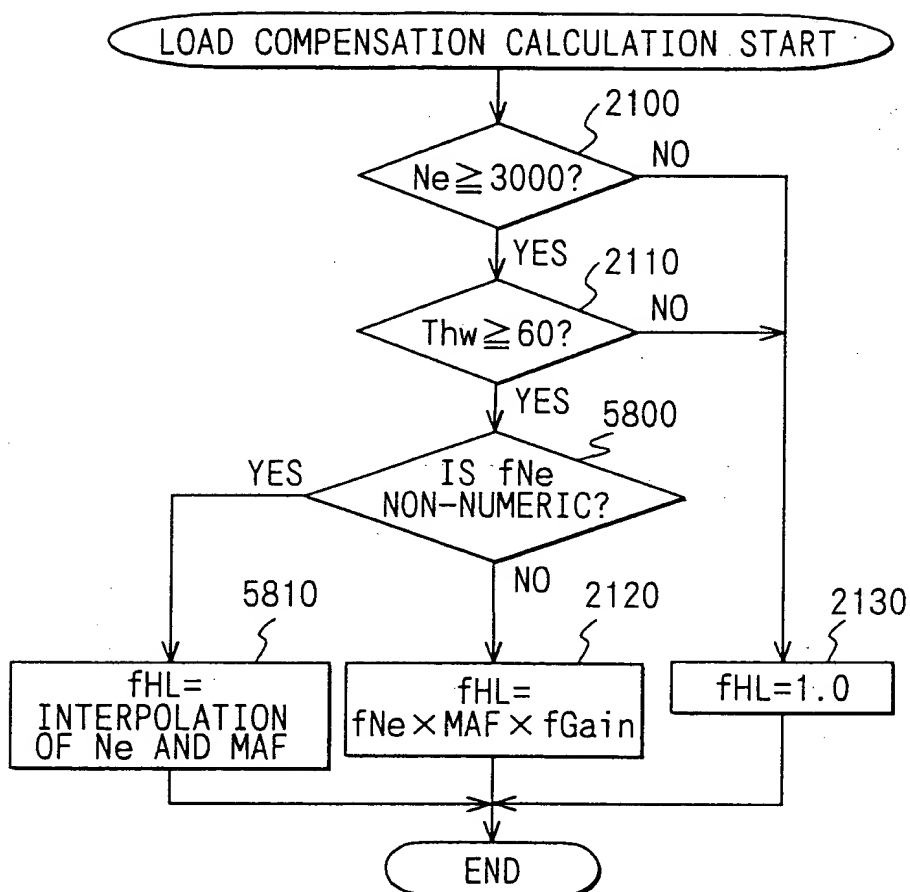 LOAD COMPENSATION CALCULATION START
2100
Ne≧3000?
NO
YES
2110
Thw≧60?
NO
YES
5800
IS fNe
NON-NUMERIC?
YES
NO
5810
fHL=
INTERPOLATION
OF Ne AND MAF
2120
fHL=
fNe×MAF×fGain
2130
fHL=1.0
END